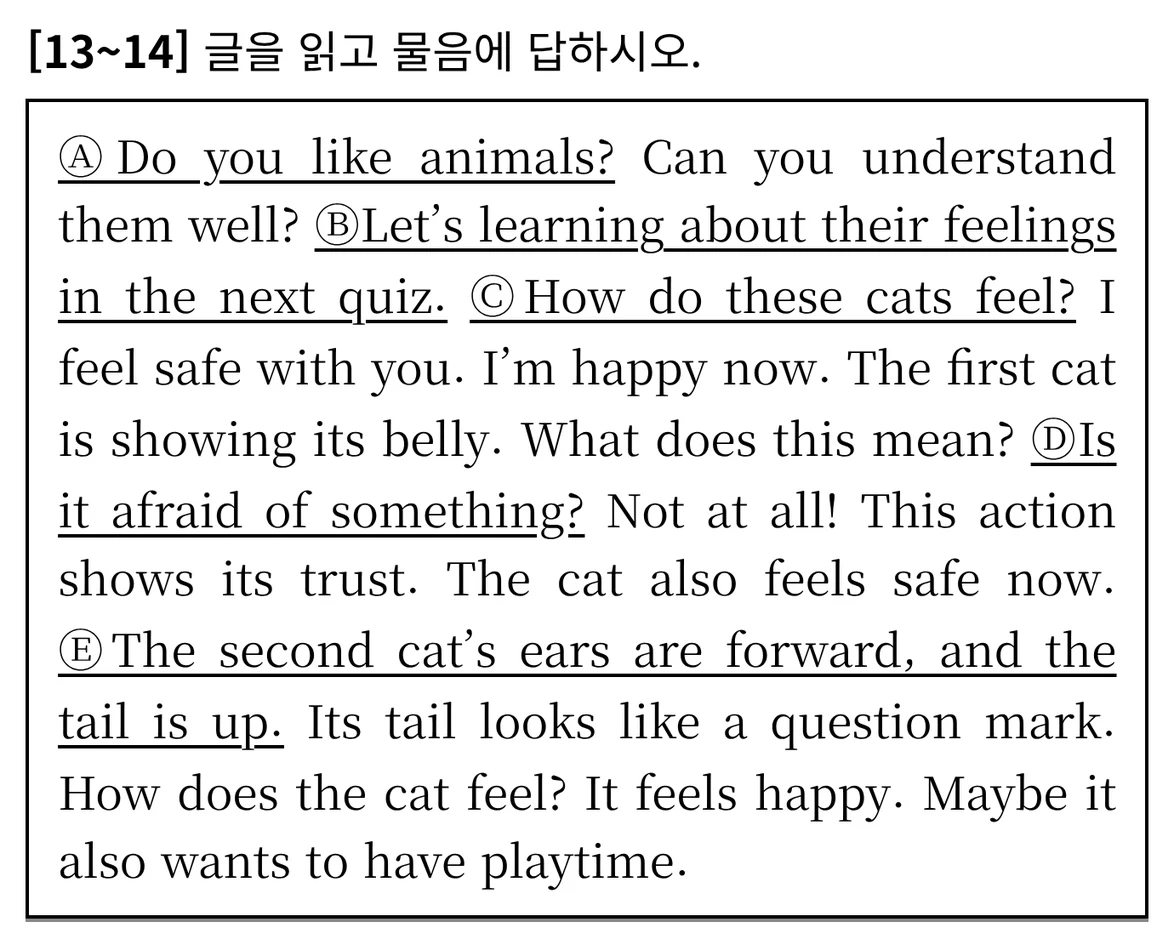 [13~14] 글을 읽고 물음에 답하시오.
Ⓐ Do you like animals? Can you understand
them well? ⒷLet’s learning about their feelings
in the next quiz. Ⓒ How do these cats feel? I
feel safe with you. I’m happy now. The first cat
is showing its belly. What does this mean? ⒹIs
it afraid of something? Not at all! This action
shows its trust. The cat also feels safe now.
Ⓔ The second cat’s ears are forward, and the
tail is up. Its tail looks like a question mark.
How does the cat feel? It feels happy. Maybe it
also wants to have playtime.